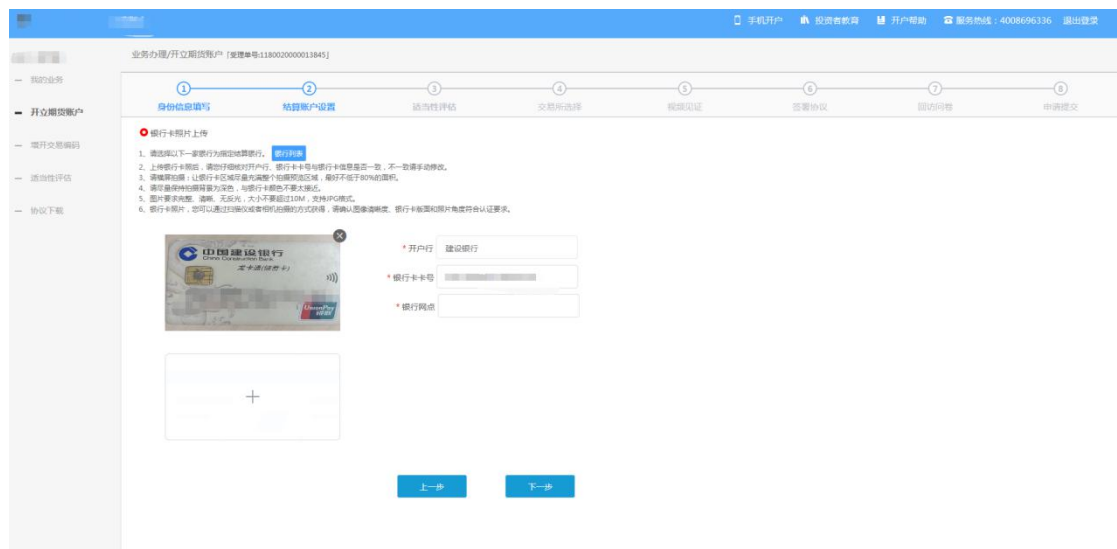 手机开户 投资者教育 开户帮助 服务热线：4008696336 退出登录
业务办理/开立期货账户 [受理单号:1180020000013845]
我的业务
开立期货账户
增开交易编码
适当性评估
协议下载
1 2 3 4 5 6 7 8
身份信息填写 结算账户设置 适当性评估 交易所选择 视频见证 签署协议 回访问卷 申请提交
银行卡照片上传
1、请选择以下一家银行为指定结算银行。 银行列表
2、上传银行卡照后，请您仔细核对开户行、银行卡卡号与银行卡信息是否一致，不一致请手动修改。
3、请横屏拍摄；让银行卡区域尽量充满整个拍摄预览区域，最好不低于80%的面积。
4、请尽量保持拍摄背景为深色，与银行卡颜色不要太接近。
5、图片要求完整、清晰、无反光，大小不要超过10M，支持JPG格式。
6、银行卡照片，您可以通过扫描仪或者相机拍摄的方式获得，请确认图像清晰度、银行卡版面和照片角度符合认证要求。
中国建设银行
China Construction Bank
龙卡通(储蓄卡)
UnionPay
银联
* 开户行 建设银行
* 银行卡卡号
* 银行网点
上一步 下一步